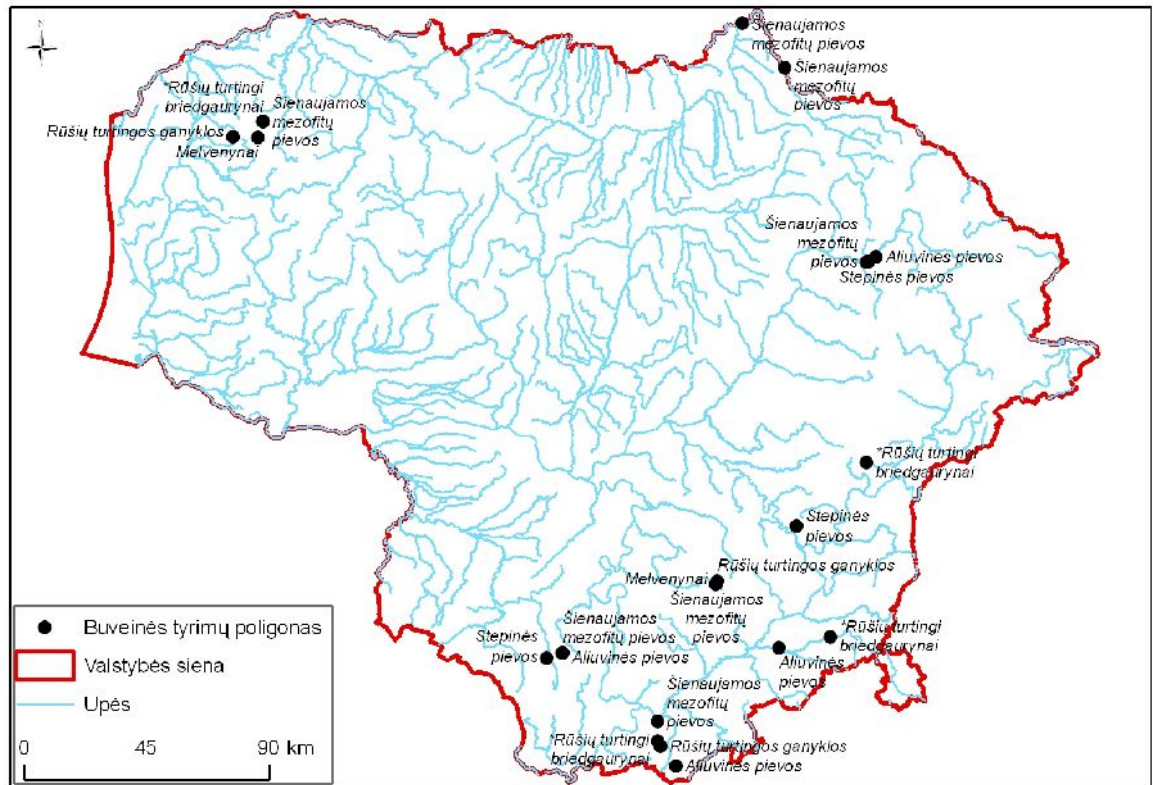 Šienaujamos
mezofitų pievos
Šienaujamos
mezofitų
pievos
*Rūšių turtingi
briedgaurynai
Šienaujamos
mezofitų
pievos
Rūšių turtingos ganyklos
Melvenynai
Šienaujamos
mezofitų
pievos
Aliuvinės pievos
Stepinės pievos
*Rūšių turtingi
briedgaurynai
Stepinės
pievos
Rūšių turtingos ganyklos
Melvenynai
Šienaujamos
mezofitų
pievos
Šienaujamos
mezofitų pievos
Stepinės
pievos
Aliuvinės pievos
*Rūšių turtingi
briedgaurynai
Aliuvinės
pievos
Šienaujamos
mezofitų
pievos
*Rūšių turtingi
briedgaurynai
Rūšių turtingos ganyklos
Aliuvinės pievos
Buveinės tyrimų poligonas
Valstybės siena
Upės
0 45 90 km